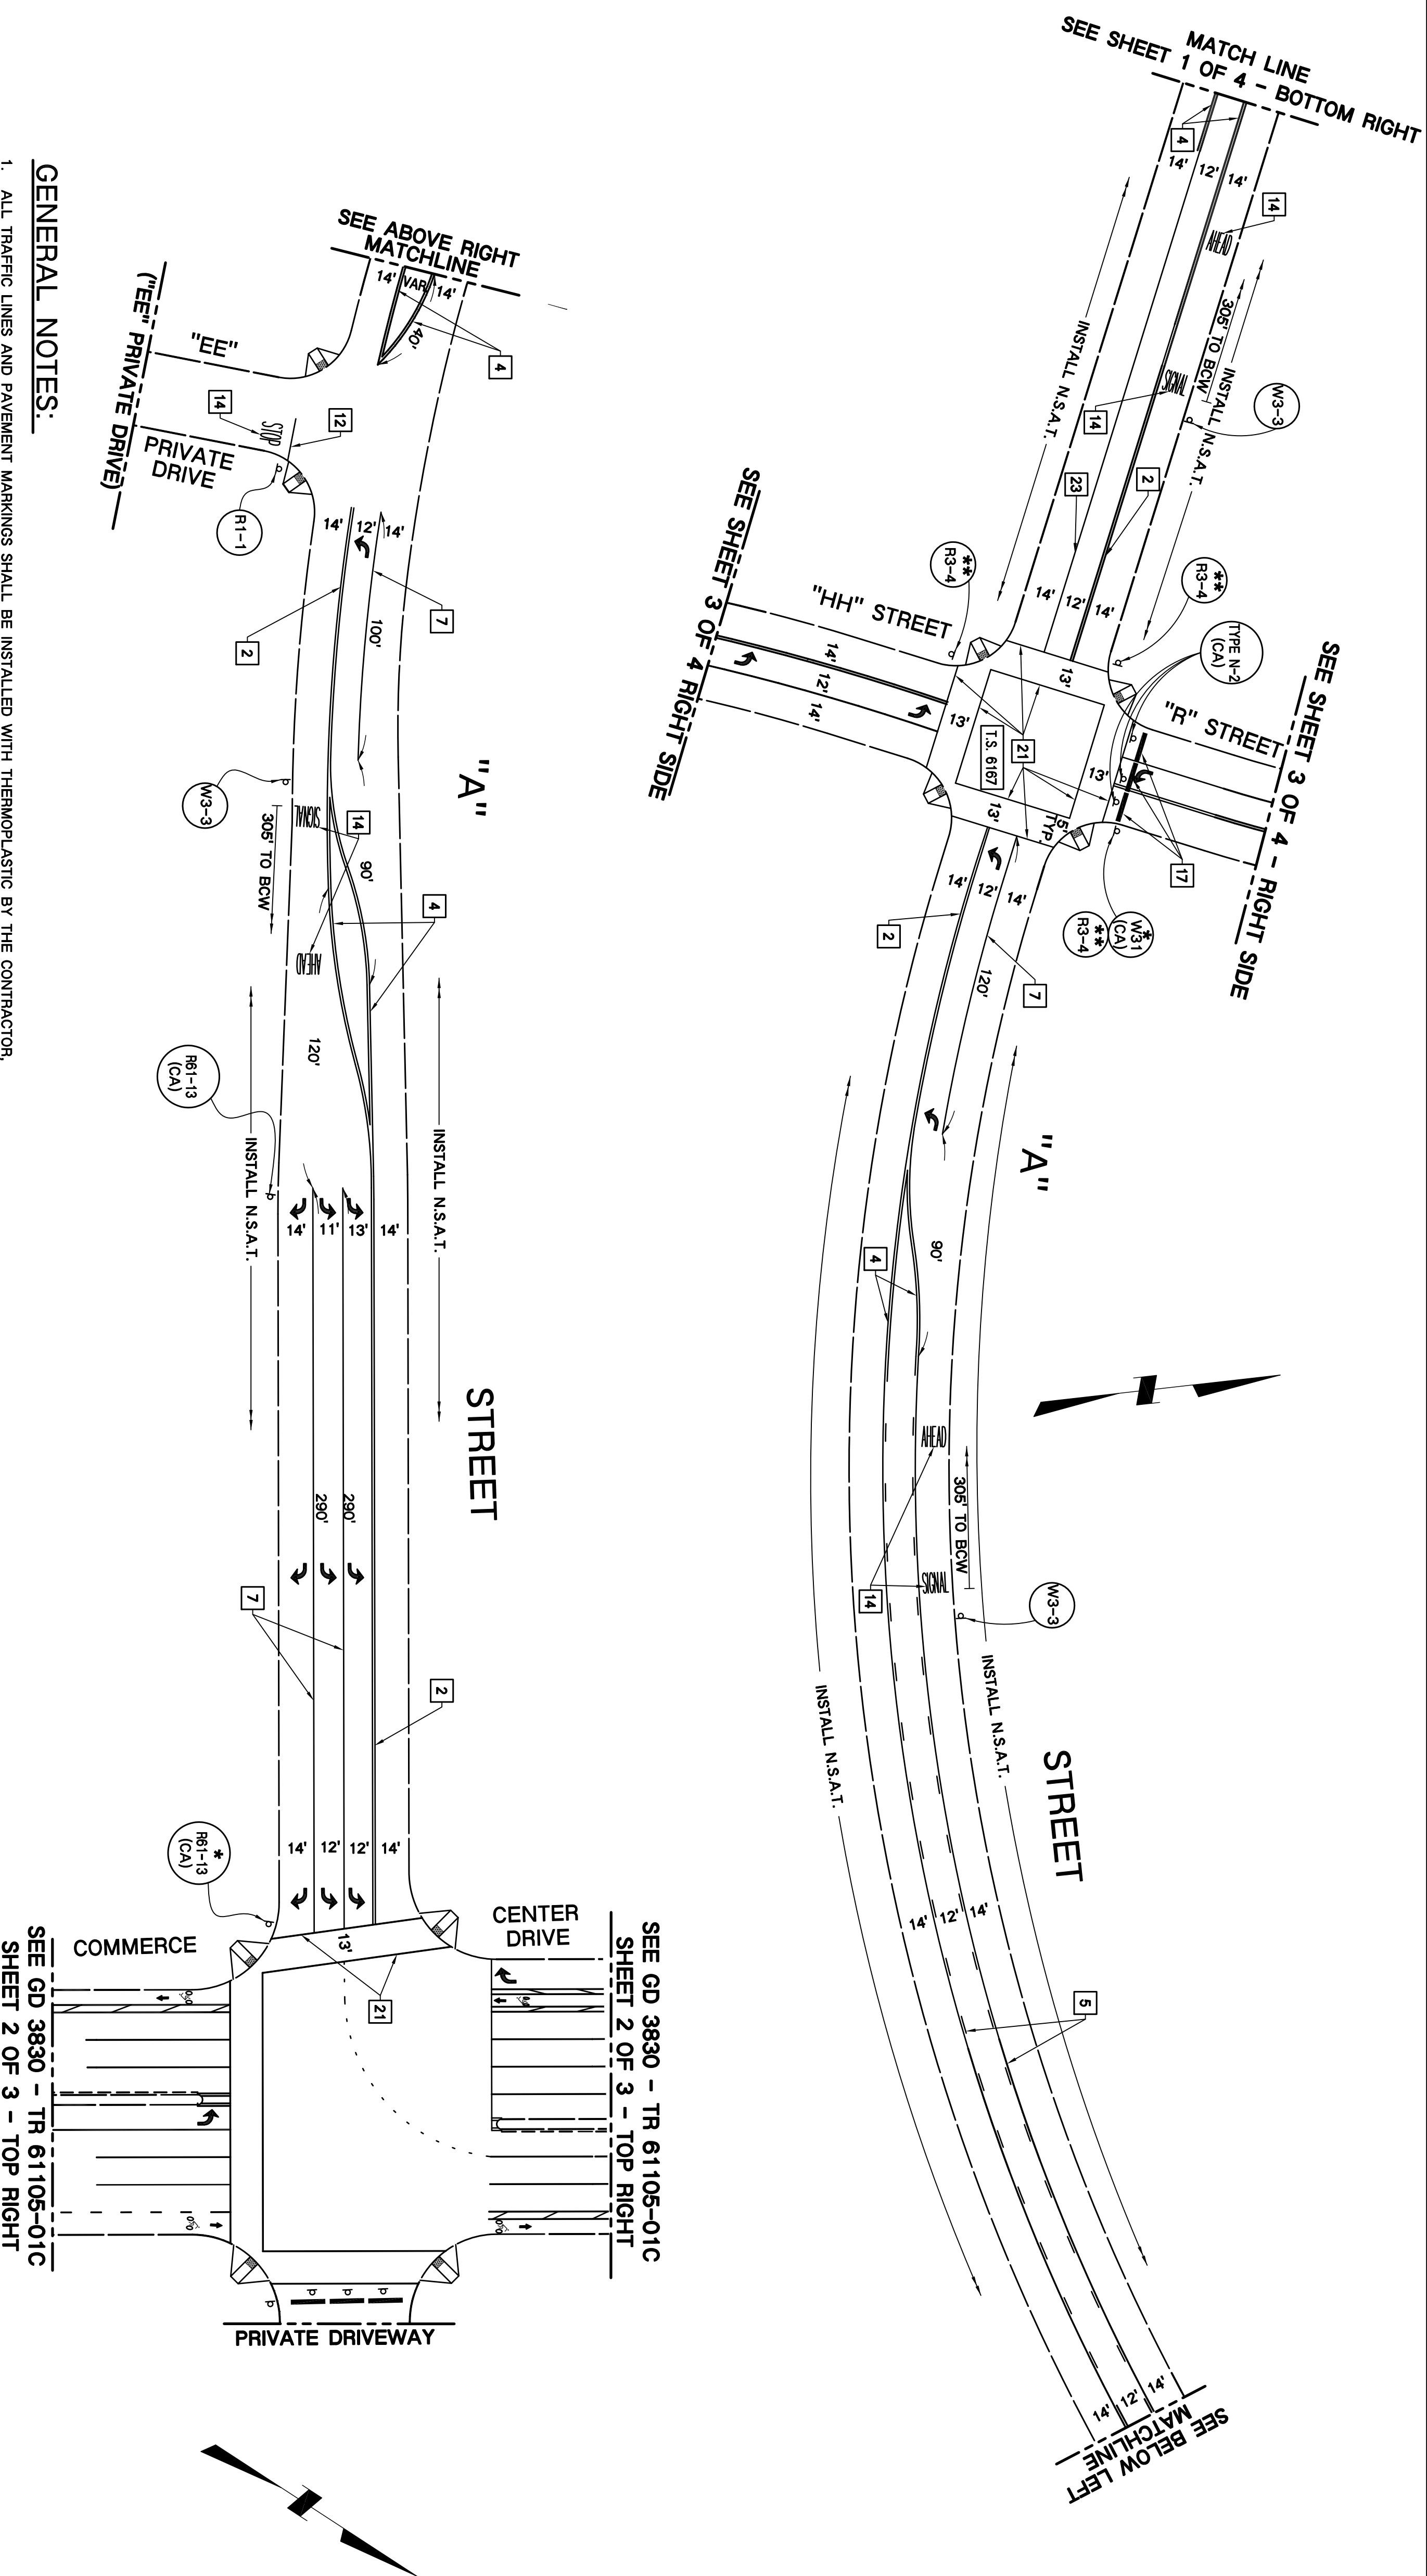 MATCH LINE
SEE SHEET 1 OF 4 - BOTTOM RIGHT
4
14'
12'
14'
14
AHEAD
305' TO BCW
INSTALL N.S.A.T.
INSTALL N.S.A.T.
SIGNAL
14
W3-3
23
2
**
R3-4
**
R3-4
TYPE N-2
(CA)
14'
12'
14'
"HH" STREET
"R" STREET
SEE SHEET 3 OF 4 - RIGHT SIDE
SEE SHEET 3 OF 4 RIGHT SIDE
14'
12'
14'
13'
13'
13'
13'
21
T.S. 6167
5'
TYP.
17
*
W31
(CA)
**
R3-4
14'
12'
14'
2
7
120'
"A"
90'
4
AHEAD
305' TO BCW
SIGNAL
14
W3-3
INSTALL N.S.A.T.
INSTALL N.S.A.T.
STREET
14'
12'
14'
5
14'
12'
14'
SEE BELOW LEFT
MATCHLINE
SEE ABOVE RIGHT
MATCHLINE
14'
VAR
14'
40'
4
"EE"
("EE" PRIVATE DRIVE)
PRIVATE
DRIVE
14
STOP
12
R1-1
14'
12'
14'
2
7
100'
"A"
W3-3
SIGNAL
305' TO BCW
14
90'
4
AHEAD
120'
R61-13
(CA)
INSTALL N.S.A.T.
INSTALL N.S.A.T.
14'
11'
13'
14'
STREET
290'
290'
7
2
14'
12'
12'
14'
*
R61-13
(CA)
13'
21
COMMERCE
CENTER
DRIVE
SEE GD 3830 - TR 61105-01C
SHEET 2 OF 3 - TOP RIGHT
SEE GD 3830 - TR 61105-01C
SHEET 2 OF 3 - TOP RIGHT
PRIVATE DRIVEWAY
GENERAL NOTES:
1. ALL TRAFFIC LINES AND PAVEMENT MARKINGS SHALL BE INSTALLED WITH THERMOPLASTIC BY THE CONTRACTOR,